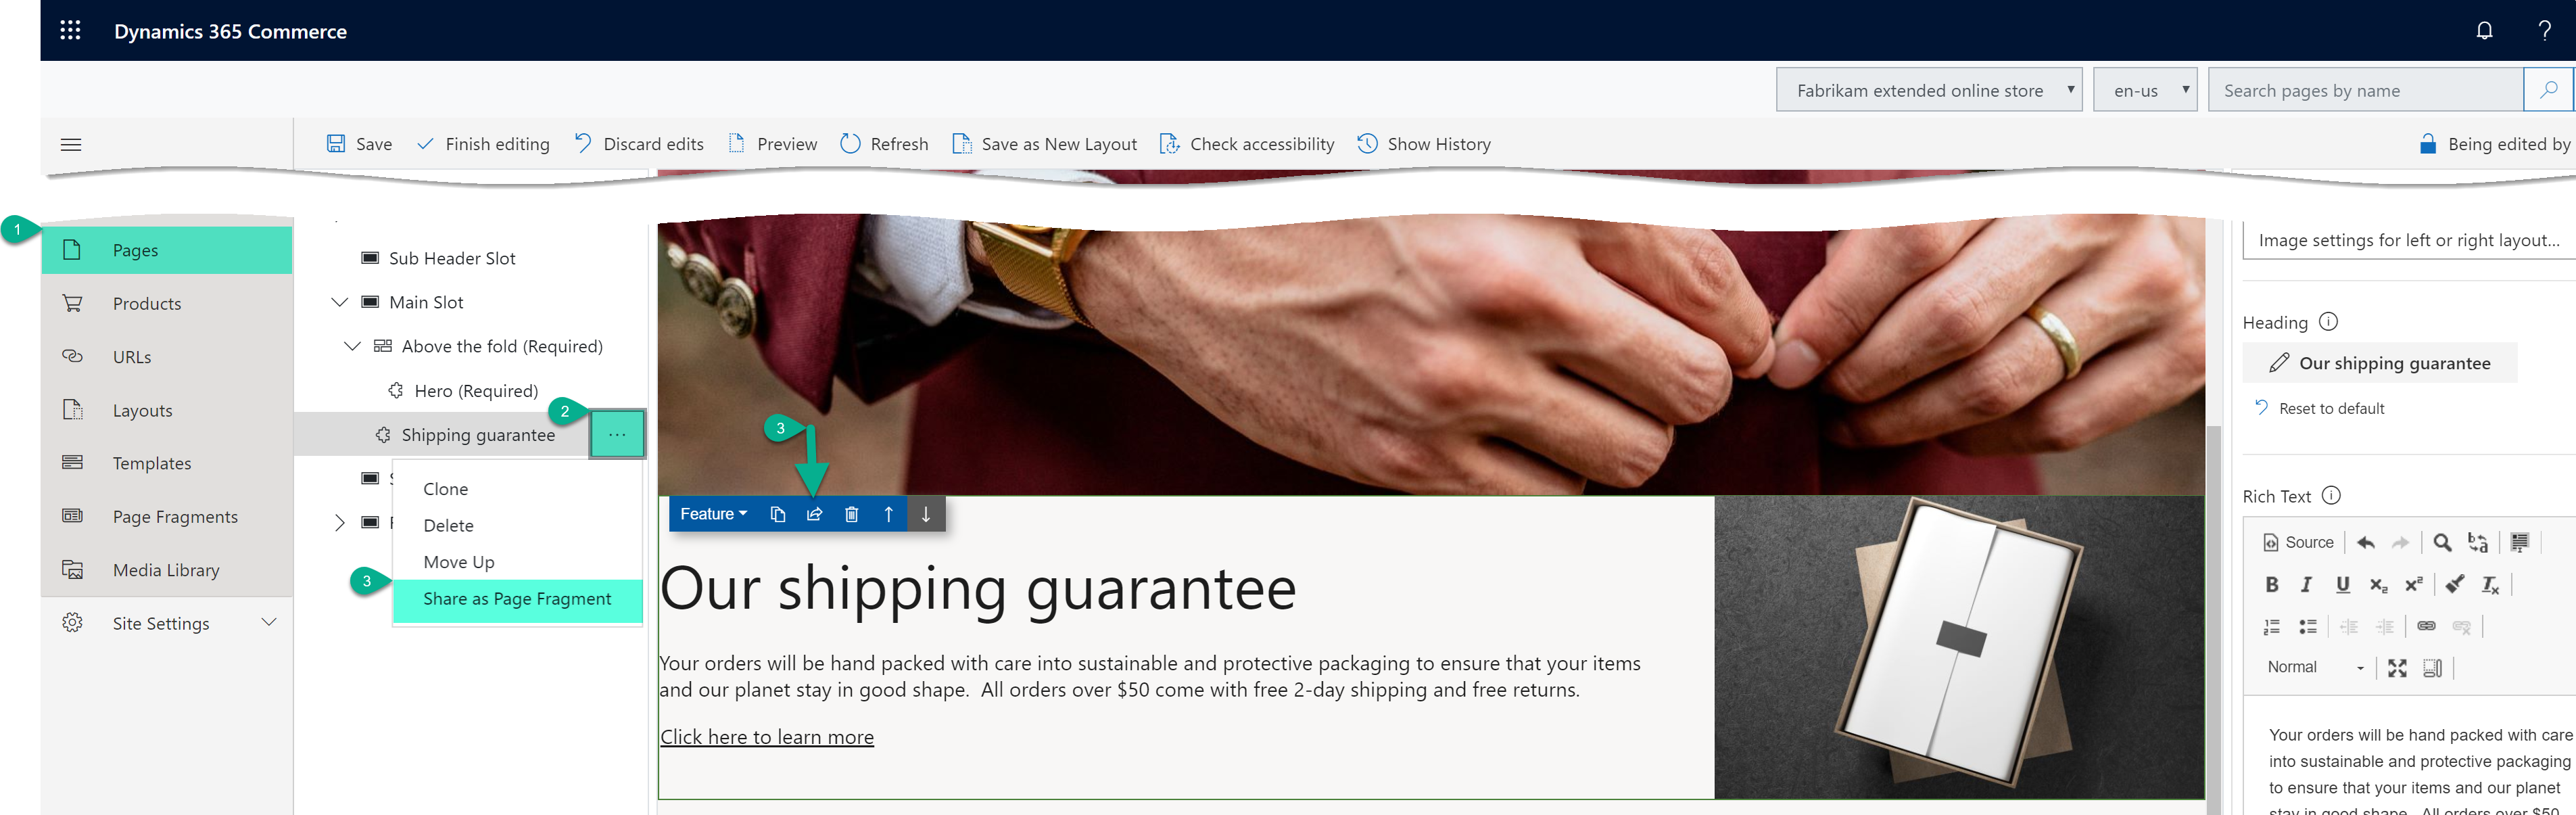 Dynamics 365 Commerce
?
Fabrikam extended online store
en-us
Search pages by name
Save
Finish editing
Discard edits
Preview
Refresh
Save as New Layout
Check accessibility
Show History
Being edited by
1
Pages
Products
URLs
Layouts
Templates
Page Fragments
Media Library
Site Settings
Sub Header Slot
Main Slot
Above the fold (Required)
Hero (Required)
2
Shipping guarantee
...
Clone
Delete
Move Up
3
Share as Page Fragment
3
Feature
Our shipping guarantee
Your orders will be hand packed with care into sustainable and protective packaging to ensure that your items
and our planet stay in good shape. All orders over $50 come with free 2-day shipping and free returns.
Click here to learn more
Image settings for left or right layout...
Heading
Our shipping guarantee
Reset to default
Rich Text
Source
Normal
Your orders will be hand packed with care
into sustainable and protective packaging
to ensure that your items and our planet
stay in good shape. All orders over $50